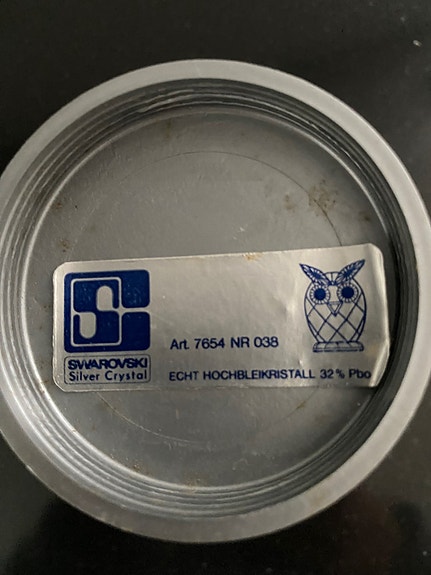 S
SWAROVSKI
Silver Crystal
Art. 7654 NR 038
ECHT HOCHBLEIKRISTALL 32% Pbo